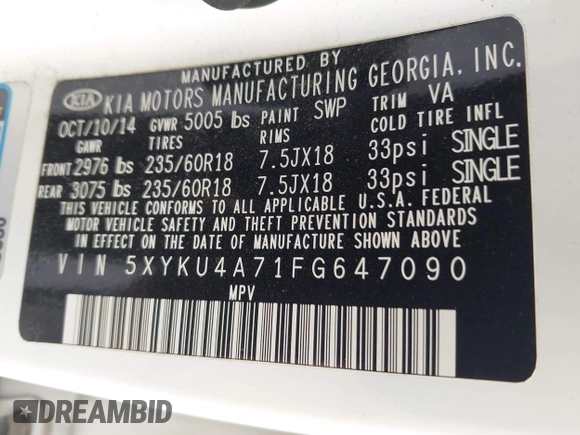 MANUFACTURED BY
KIA KIA MOTORS MANUFACTURING GEORGIA, INC.
OCT/10/14 GVWR 5005 lbs PAINT SWP TRIM VA
GAWR TIRES RIMS COLD TIRE INFL
FRONT 2976 lbs 235/60R18 7.5JX18 33psi SINGLE
REAR 3075 lbs 235/60R18 7.5JX18 33psi SINGLE
THIS VEHICLE CONFORMS TO ALL APPLICABLE U.S.A. FEDERAL
MOTOR VEHICLE SAFETY AND THEFT PREVENTION STANDARDS
IN EFFECT ON THE DATE OF MANUFACTURE SHOWN ABOVE.
VIN 5XYKU4A71FG647090
MPV
DREAMBID